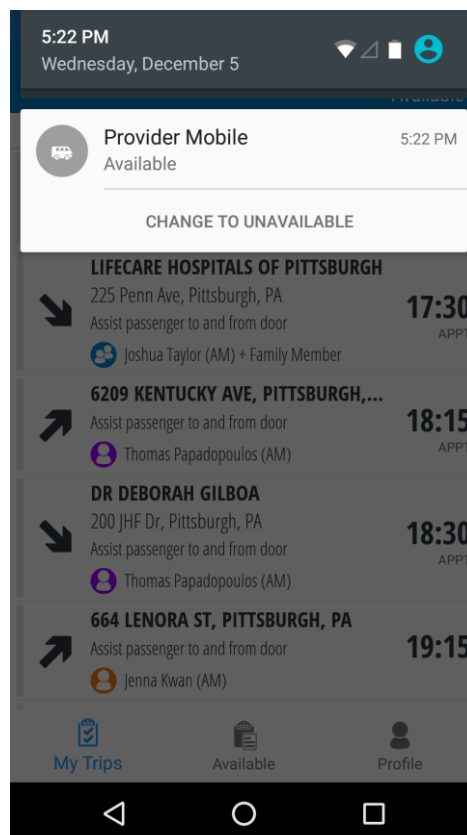 5:22 PM
Wednesday, December 5
Available
Provider Mobile
5:22 PM
Available
CHANGE TO UNAVAILABLE
LIFECARE HOSPITALS OF PITTSBURGH
225 Penn Ave, Pittsburgh, PA
17:30
Assist passenger to and from door
APPT
Joshua Taylor (AM) + Family Member
6209 KENTUCKY AVE, PITTSBURGH,...
Assist passenger to and from door
18:15
APPT
Thomas Papadopoulos (AM)
DR DEBORAH GILBOA
200 JHF Dr, Pittsburgh, PA
18:30
Assist passenger to and from door
APPT
Thomas Papadopoulos (AM)
664 LENORA ST, PITTSBURGH, PA
Assist passenger to and from door
19:15
Jenna Kwan (AM)
My Trips
Available
Profile